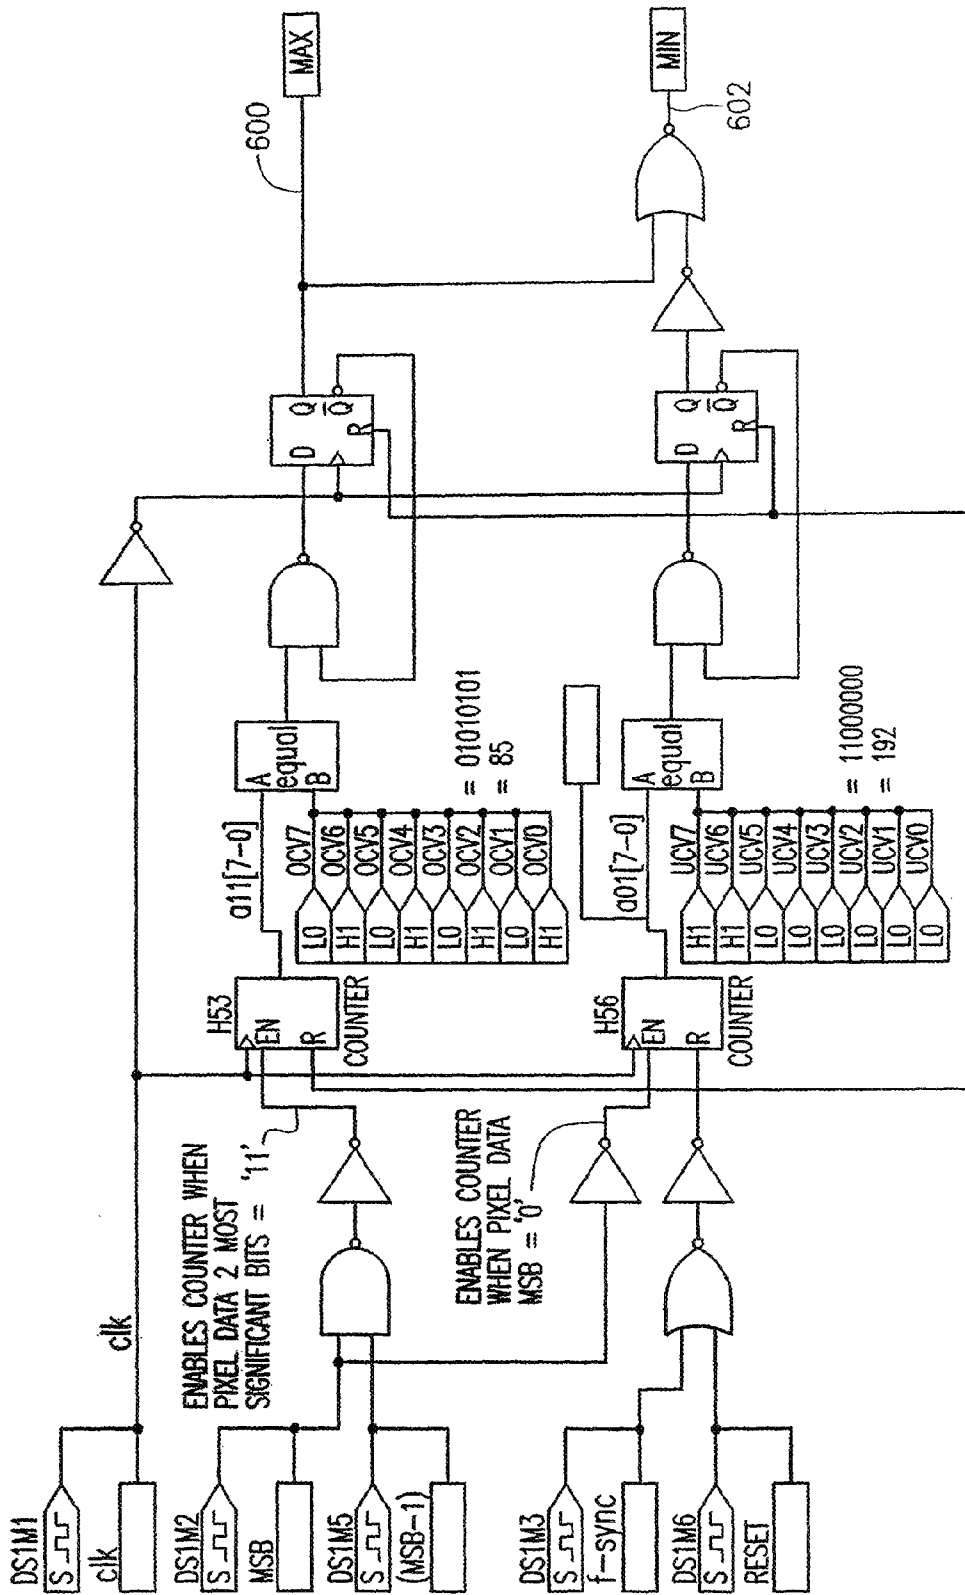 DS1M1
S
clk
clk
DS1M2
S
MSB
DS1M5
S
(MSB-1)
DS1M3
S
f-sync
DS1M6
S
RESET
ENABLES COUNTER WHEN
PIXEL DATA 2 MOST
SIGNIFICANT BITS = '11'
ENABLES COUNTER
WHEN PIXEL DATA
MSB = '0'
H53
EN
R
COUNTER
H56
EN
R
COUNTER
a11[7-0]
LO OCV7
HI OCV6
LO OCV5
HI OCV4
LO OCV3
HI OCV2
LO OCV1
HI OCV0
= 01010101
= 85
A
equal
B
a01[7-0]
HI UCV7
HI UCV6
LO UCV5
LO UCV4
LO UCV3
LO UCV2
LO UCV1
LO UCV0
= 11000000
= 192
A
equal
B
D Q
Q
R
D Q
Q
R
600
MAX
602
MIN